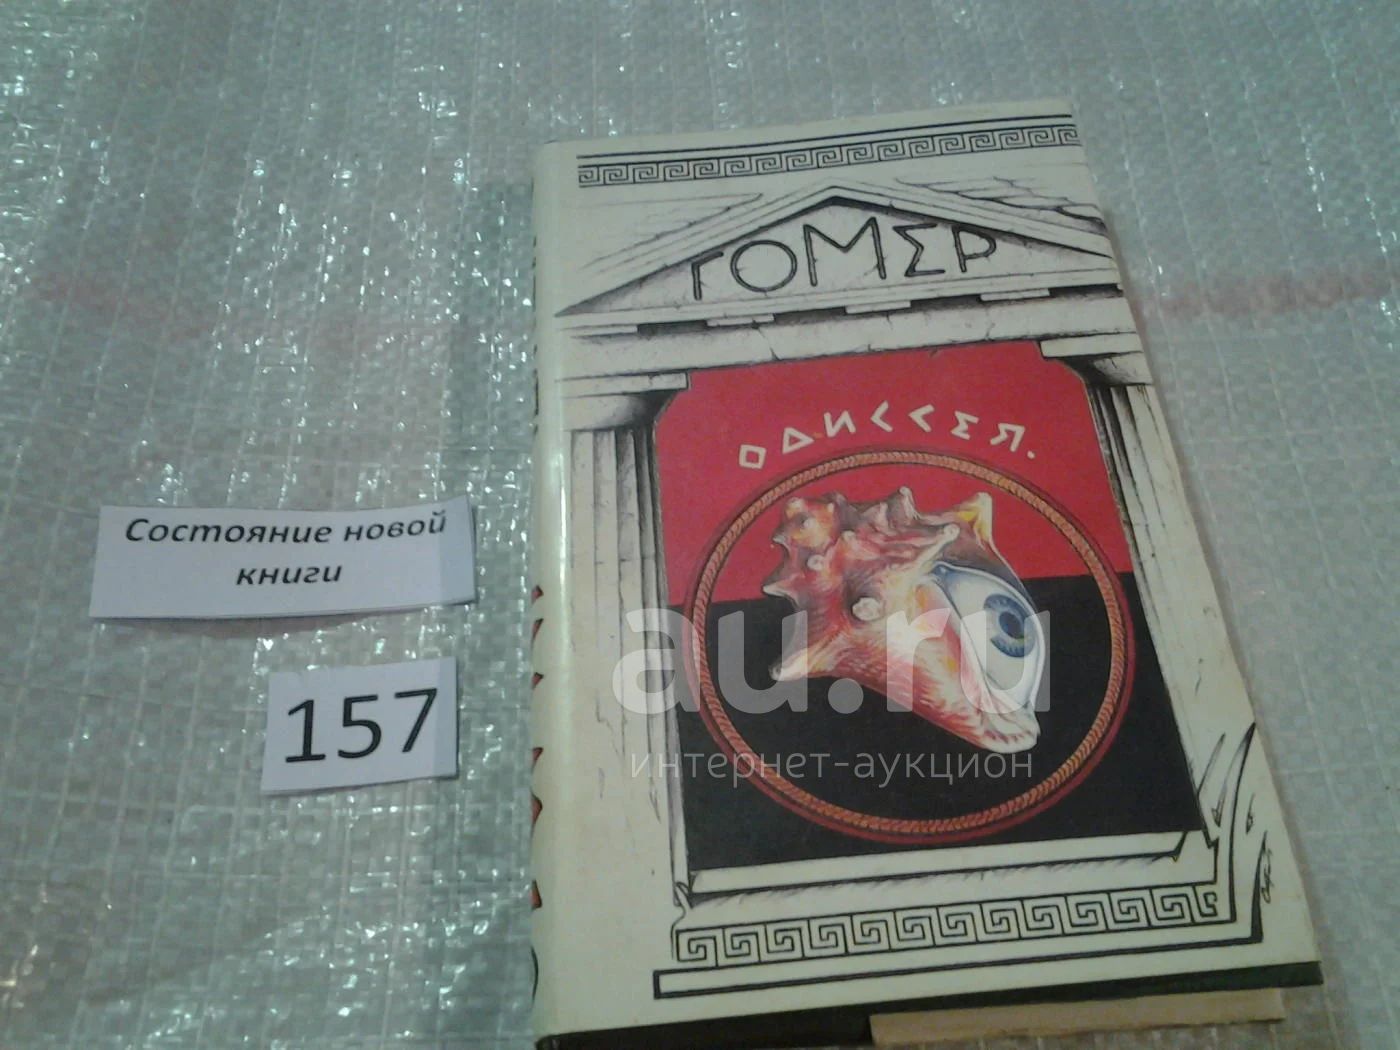 ГОМЕР
ОДИССЕЯ.
Состояние новой
книги
157
au.ru
интернет-аукцион